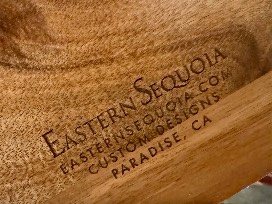 EASTERN SEQUOIA
EASTERNSEQUOIA.COM
CUSTOM DESIGNS
PARADISE, CA